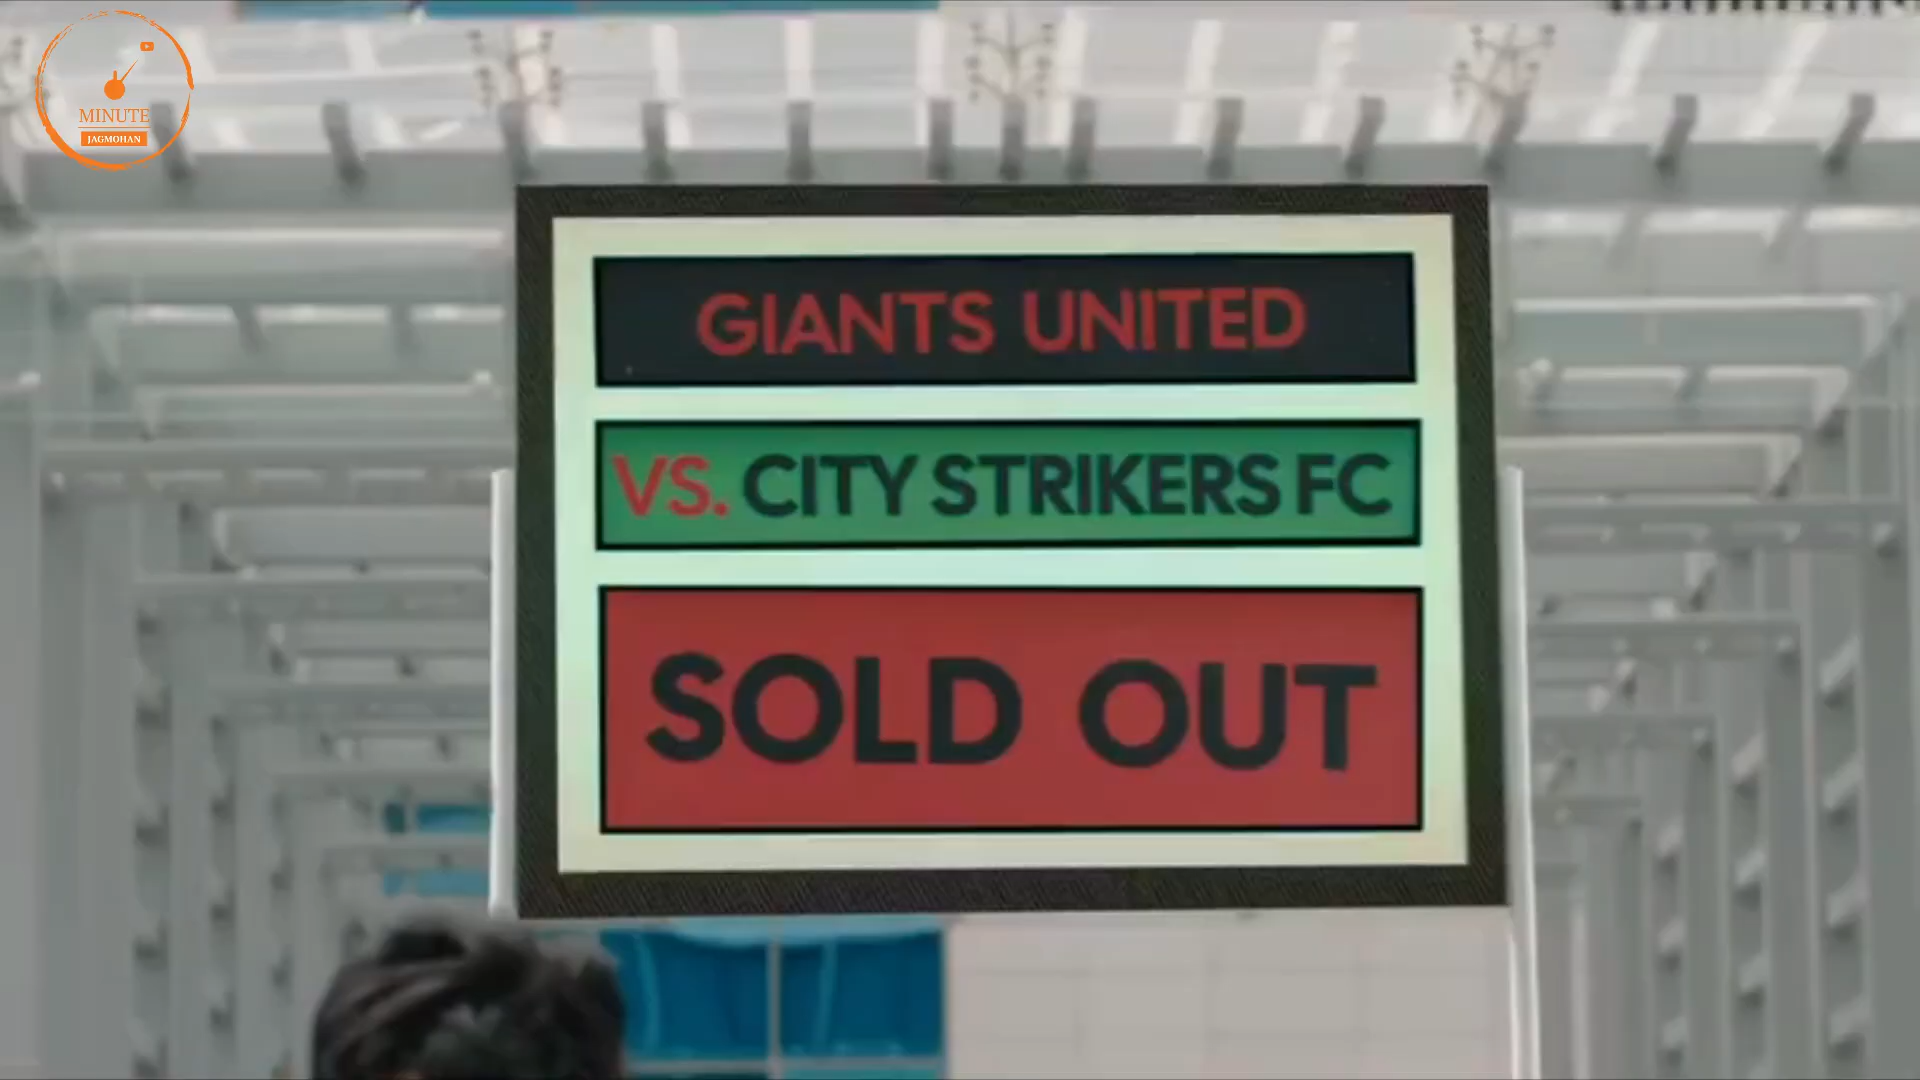 MINUTE
JAGMOHAN
GIANTS UNITED
VS. CITY STRIKERS FC
SOLD OUT